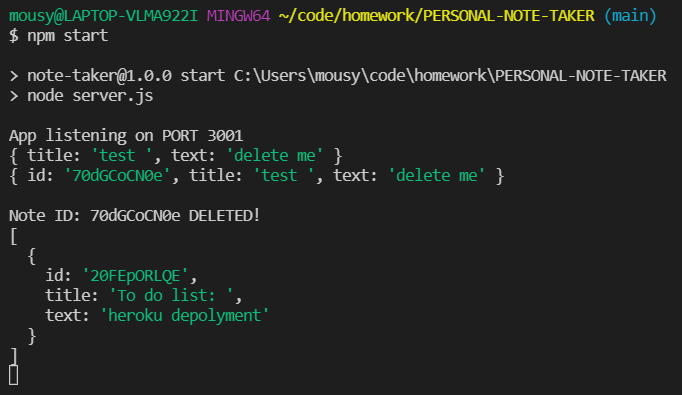 mousy@LAPTOP-VLMA922I MINGW64 ~/code/homework/PERSONAL-NOTE-TAKER (main)
$ npm start

> note-taker@1.0.0 start C:\Users\mousy\code\homework\PERSONAL-NOTE-TAKER
> node server.js

App listening on PORT 3001
{ title: 'test ', text: 'delete me' }
{ id: '70dGCoCN0e', title: 'test ', text: 'delete me' }

Note ID: 70dGCoCN0e DELETED!
[
  {
    id: '20FEpORLQE',
    title: 'To do list: ',
    text: 'heroku depolyment'
  }
]